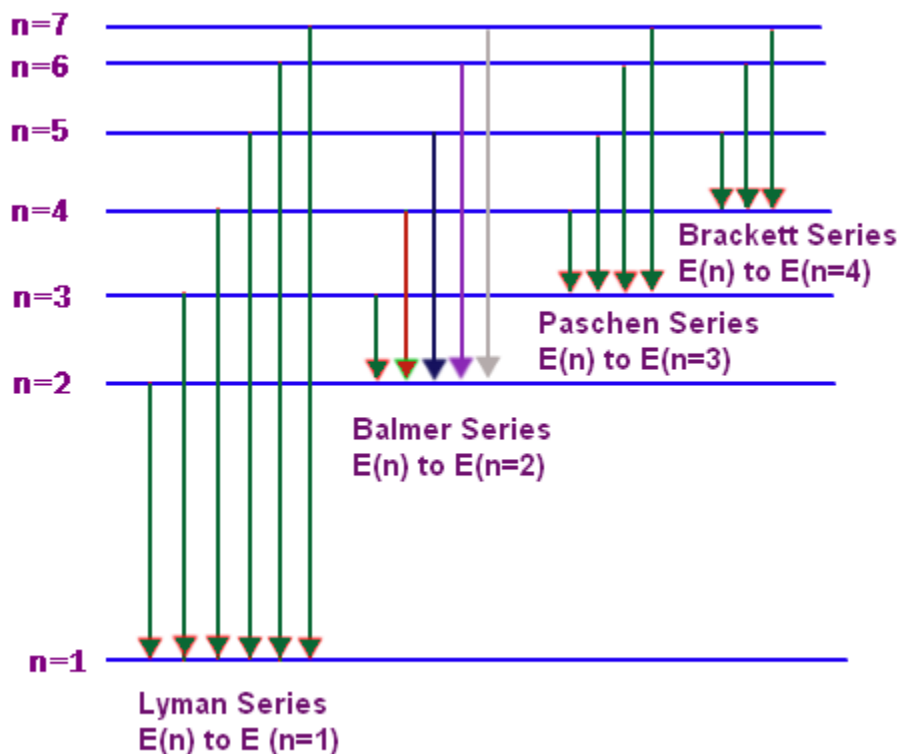 n=7
n=6
n=5
n=4
Brackett Series
E(n) to E(n=4)
n=3
Paschen Series
E(n) to E(n=3)
n=2
Balmer Series
E(n) to E(n=2)
n=1
Lyman Series
E(n) to E (n=1)